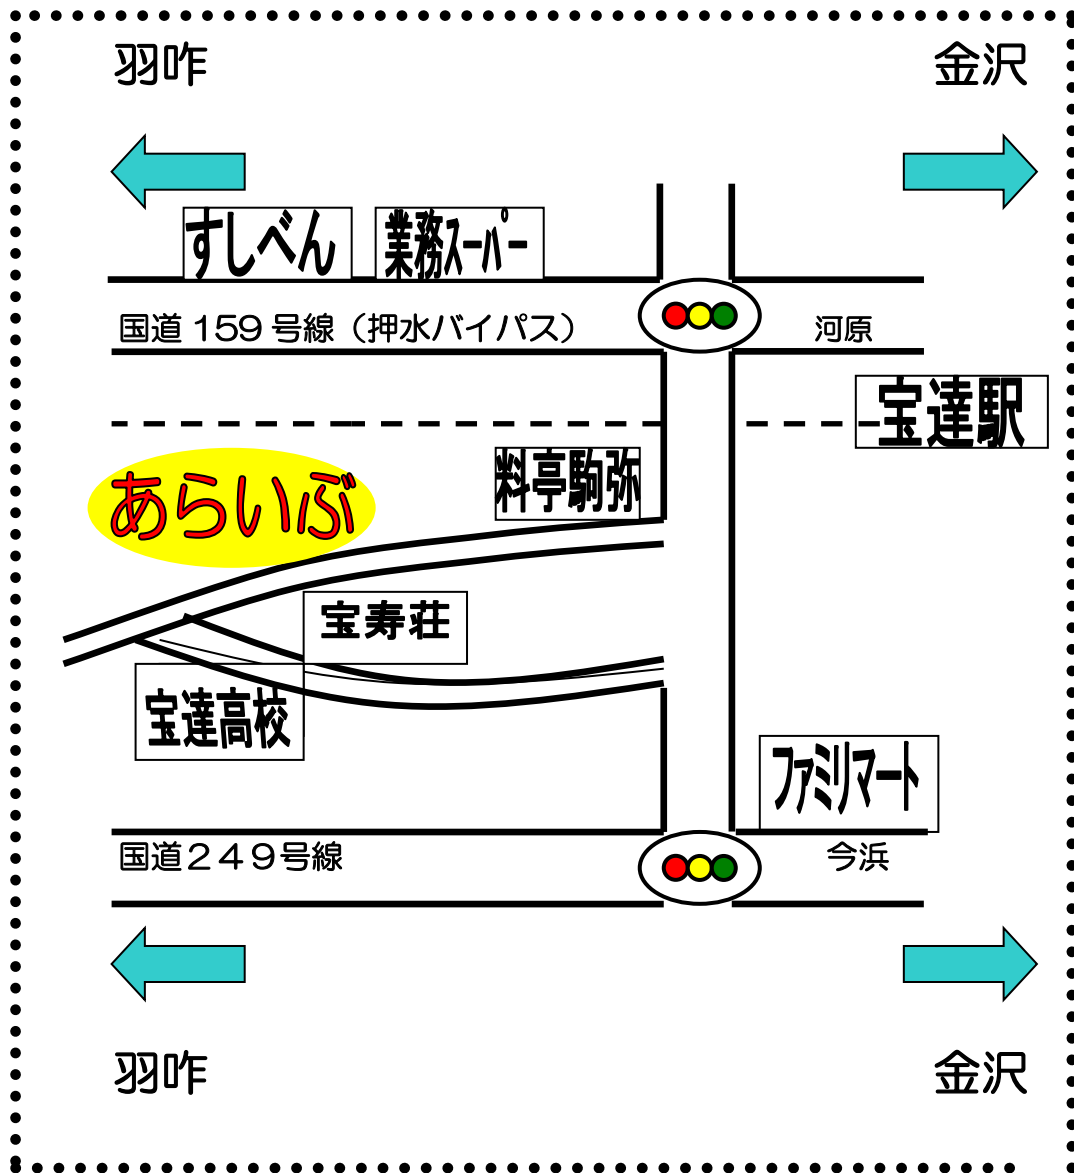 羽咋
金沢
すしべん
業務スーパー
国道159号線（押水バイパス）
河原
宝達駅
料亭駒弥
あらいぶ
宝寿荘
宝達高校
ファミリマート
国道２４９号線
今浜
羽咋
金沢